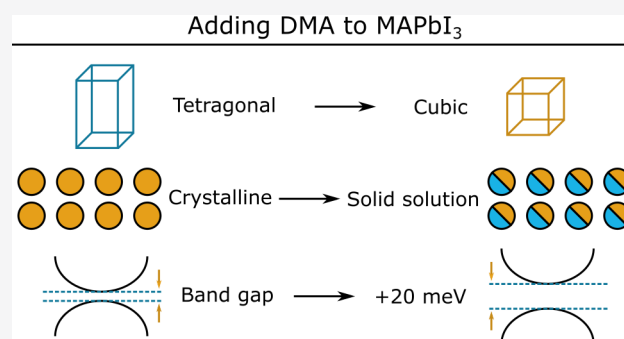 Adding DMA to MAPbI₃
Tetragonal → Cubic
Crystalline → Solid solution
Band gap → +20 meV